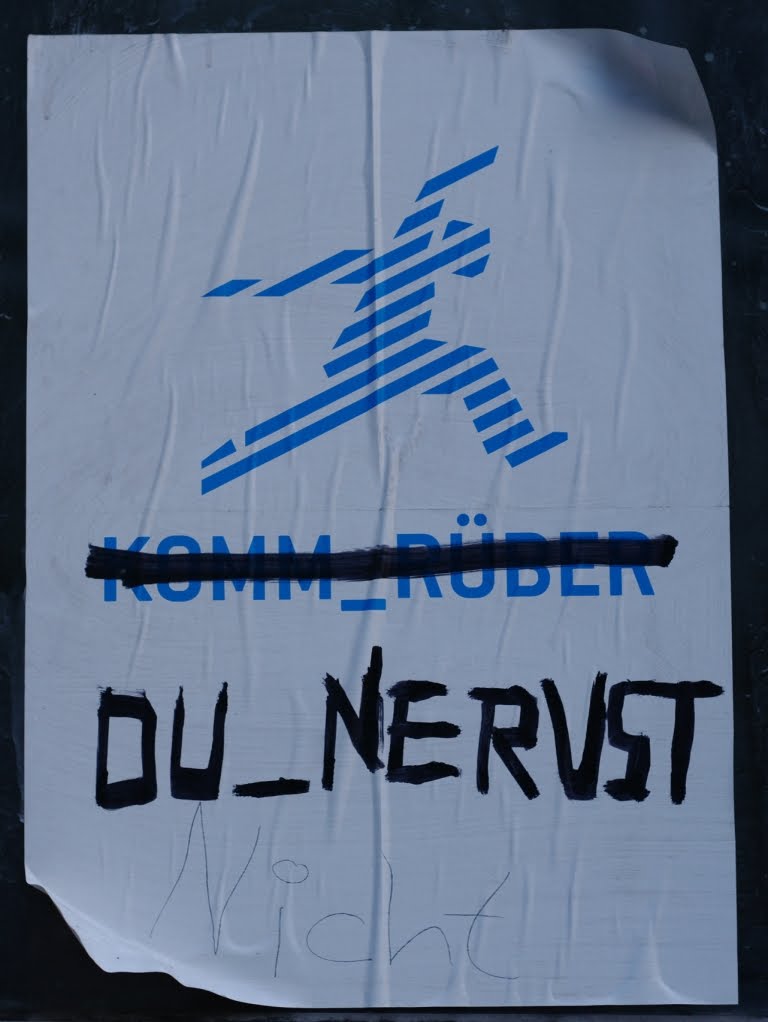 KOMM_RÜBER
DU_NERVST
Nicht